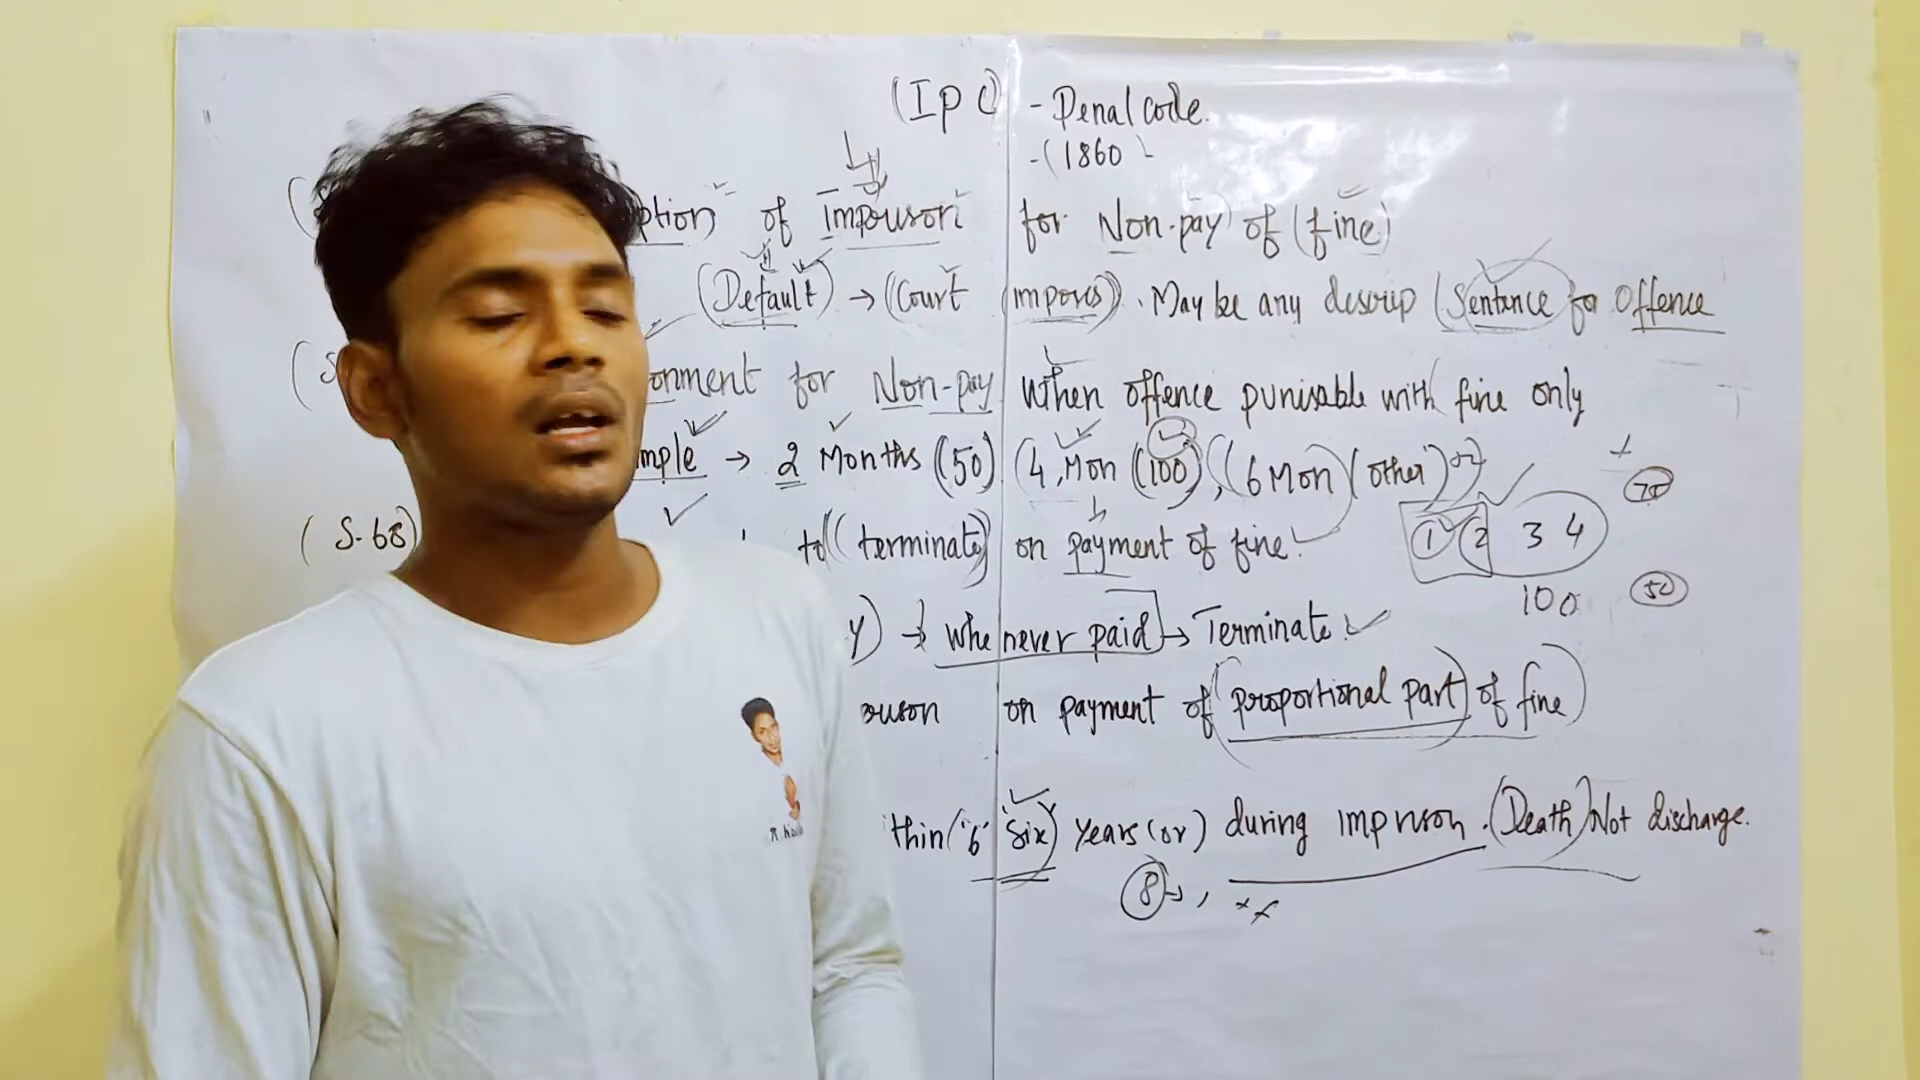 (IPC) - Penal code.
-(1860
ption) of imprison for Non-pay of (fine)
(Default) → (Court imposes) . May be any descrip (Sentence for Offence
(S onment for Non-pay When offence punisable with fine only
mple → 2 Months (50) (4 Mon (100), (6 Mon) (other)
70
(S-68) to ((terminate) on payment of fine.
1 2 3 4
100 50
y) → whenever paid → Terminate.
on payment of (proportional part) of fine)
thin ('6' Six) years (or) during imprison . (Death) Not discharge.
8 →